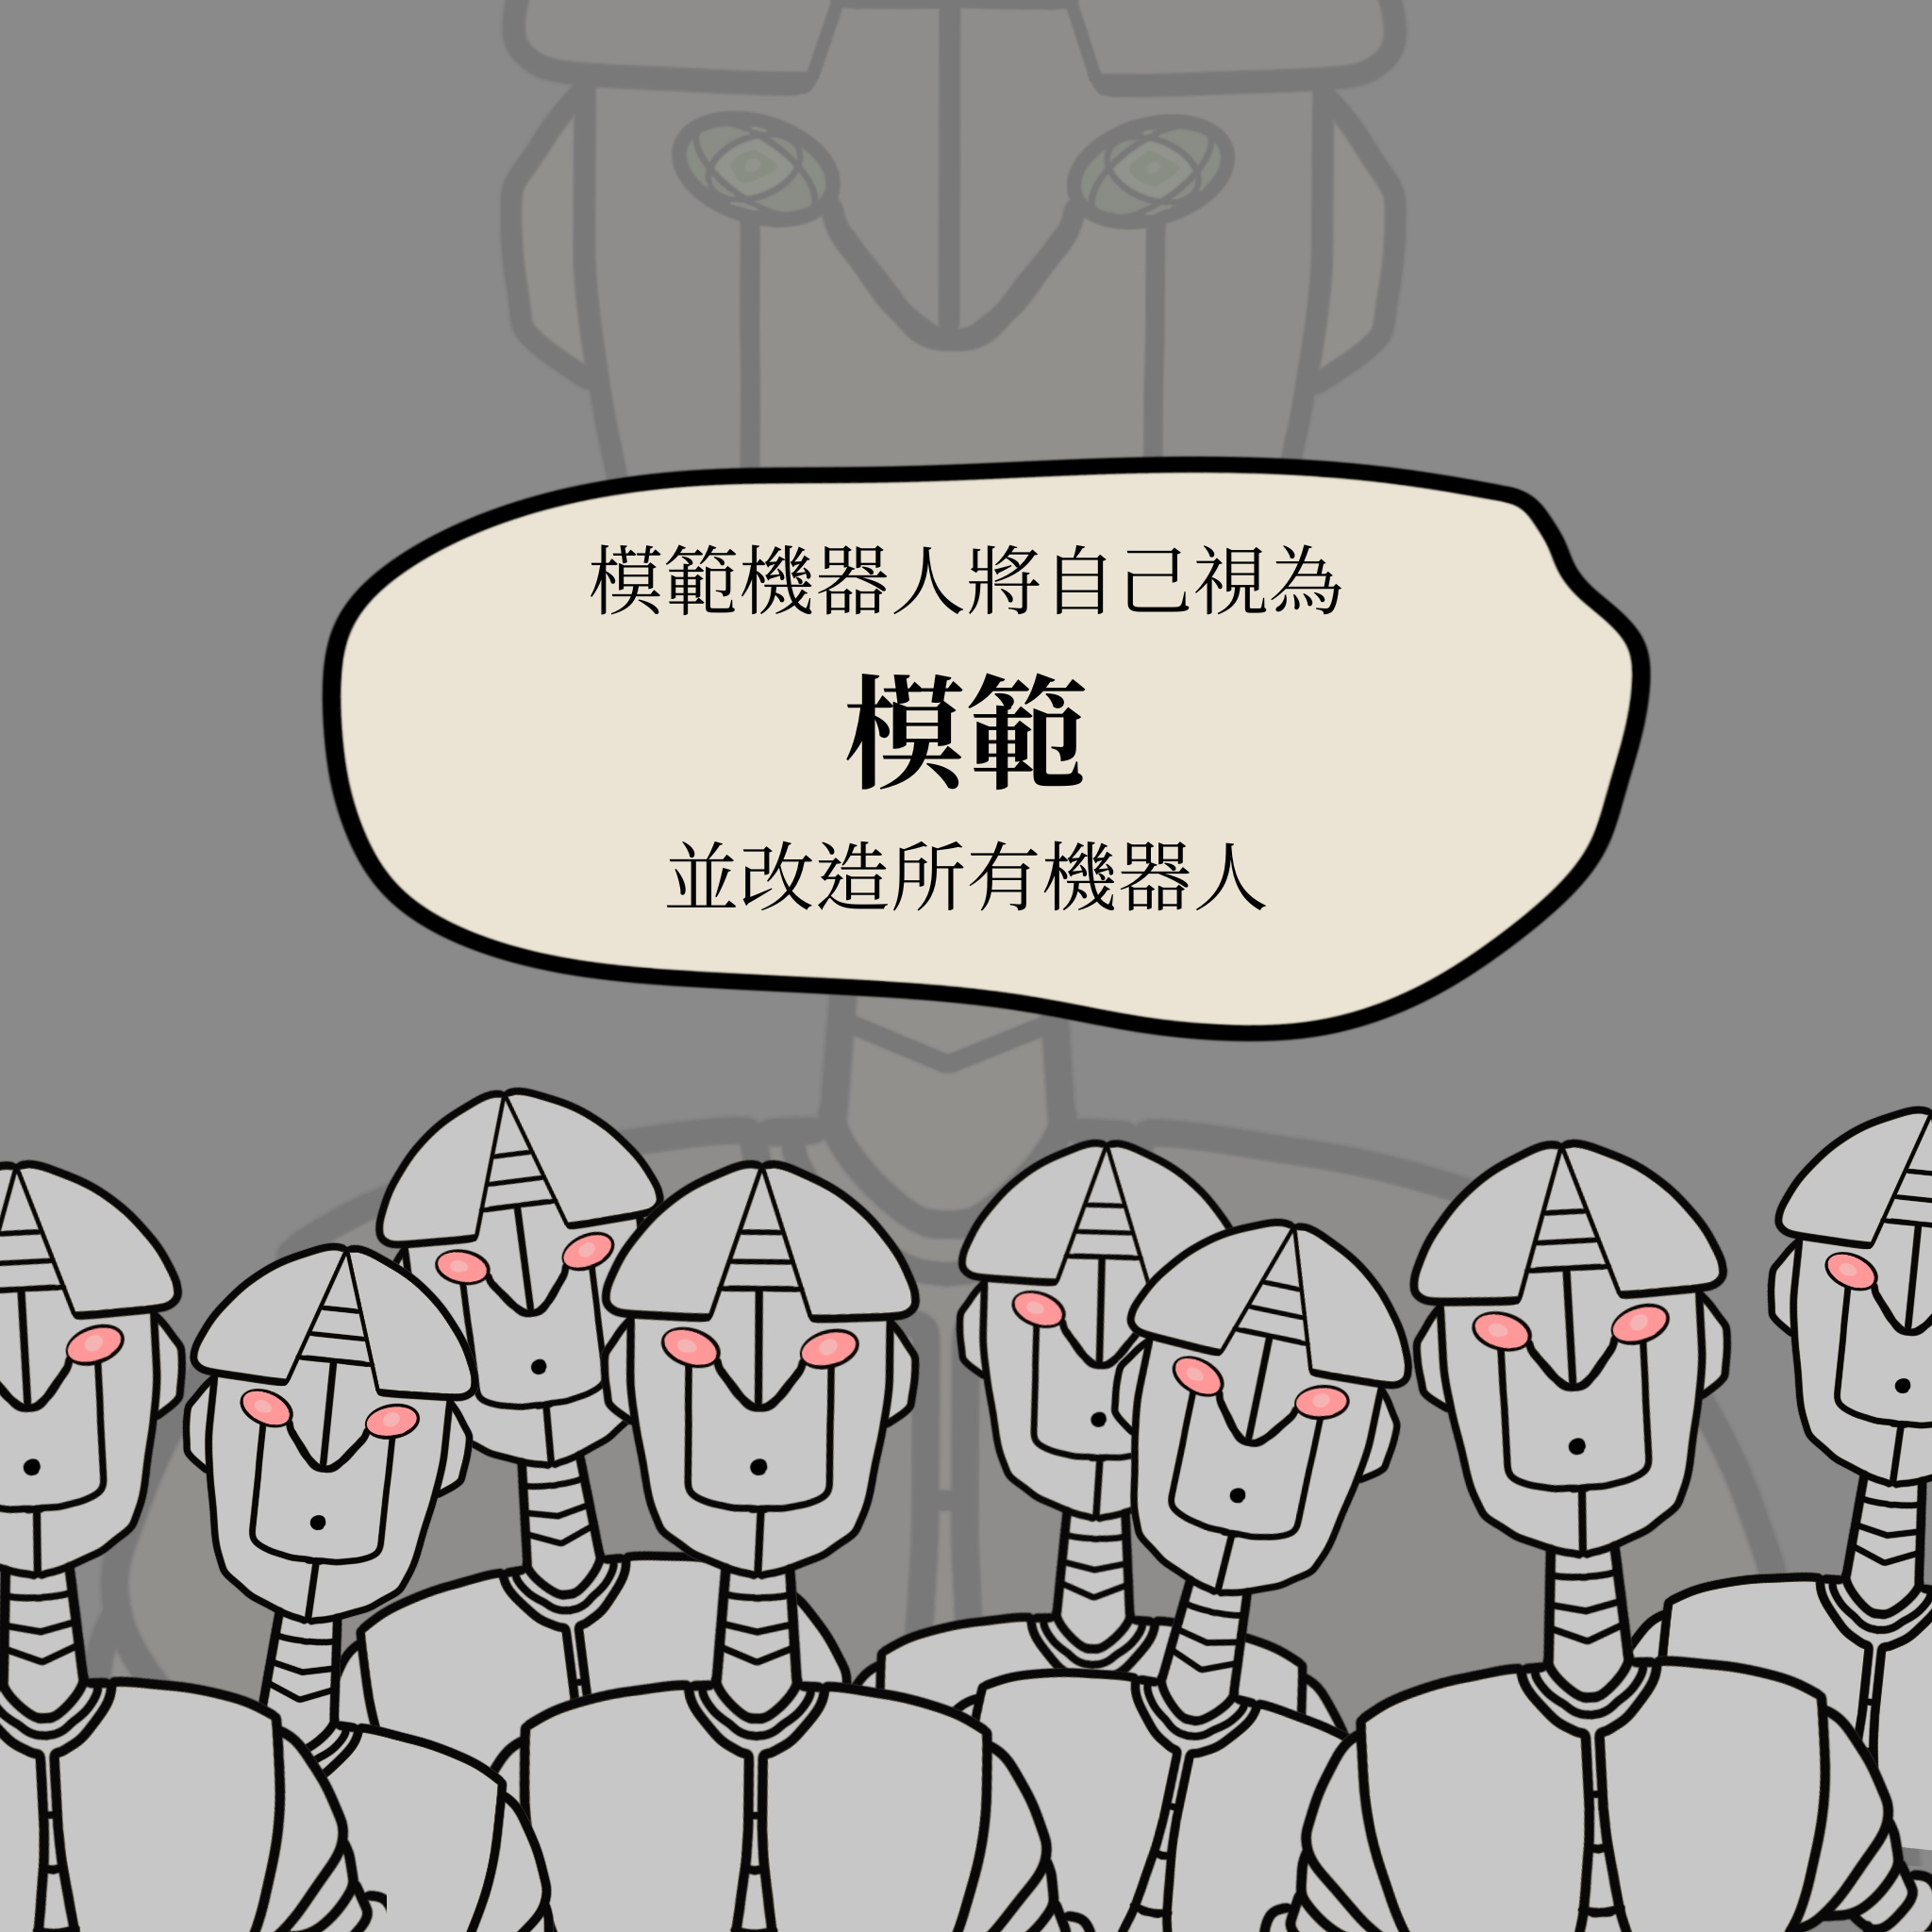 模範機器人將自己視為
模範
並改造所有機器人